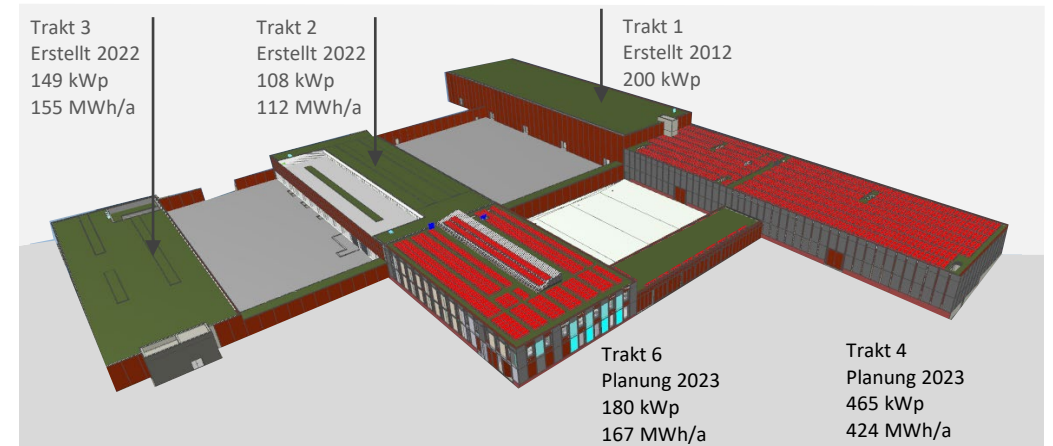 Trakt 3
Erstellt 2022
149 kWp
155 MWh/a
Trakt 2
Erstellt 2022
108 kWp
112 MWh/a
Trakt 1
Erstellt 2012
200 kWp
Trakt 6
Planung 2023
180 kWp
167 MWh/a
Trakt 4
Planung 2023
465 kWp
424 MWh/a